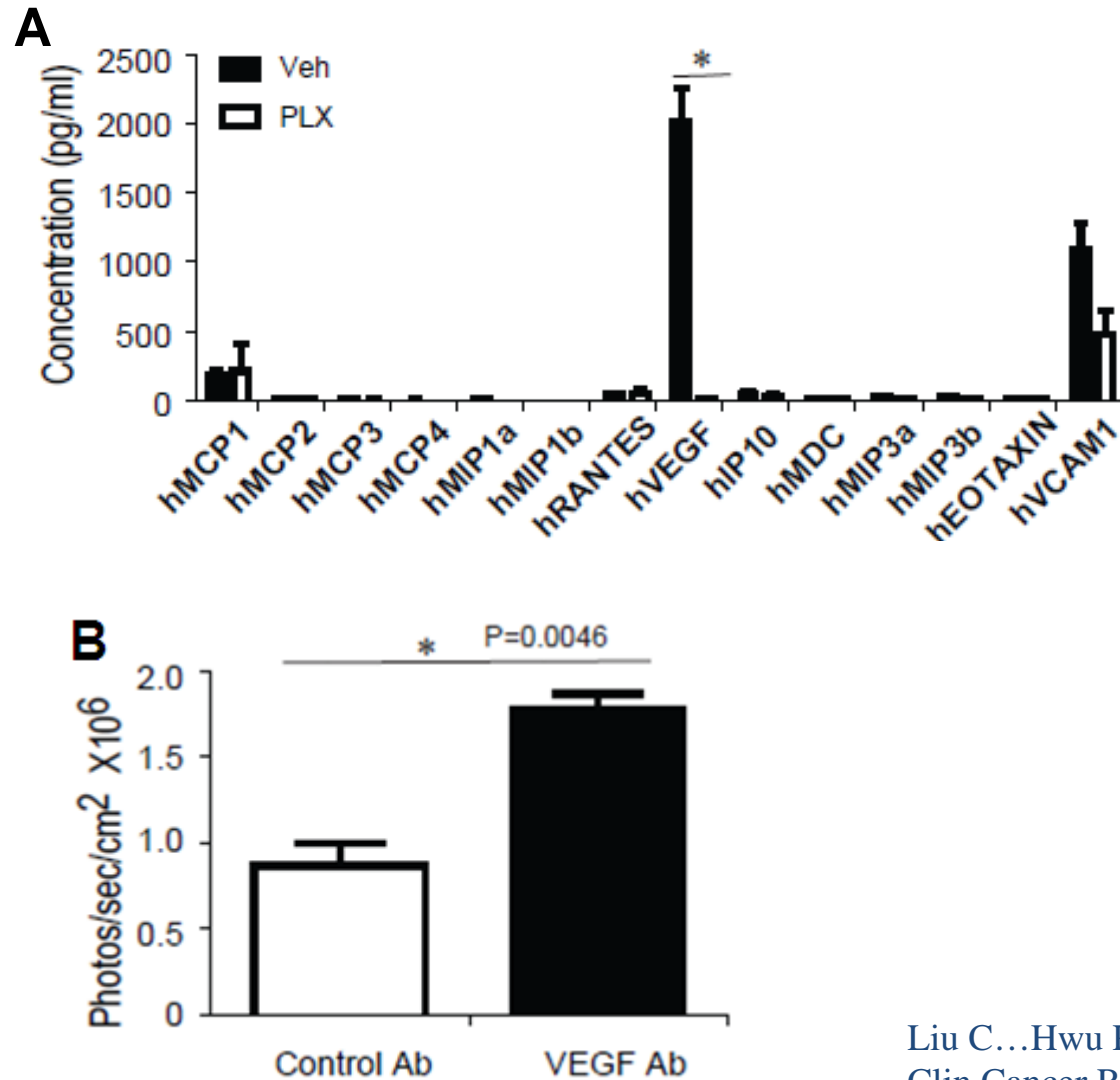 A
Concentration (pg/ml)
2500
2000
1500
1000
500
0
Veh
PLX
*
hMCP1
hMCP2
hMCP3
hMCP4
hMIP1a
hMIP1b
hRANTES
hVEGF
hIP10
hMDC
hMIP3a
hMIP3b
hEOTAXIN
hVCAM1
B
* P=0.0046
Photos/sec/cm² X10⁶
2.0
1.5
1.0
0.5
0
Control Ab
VEGF Ab
Liu C…Hwu
Clin Cancer